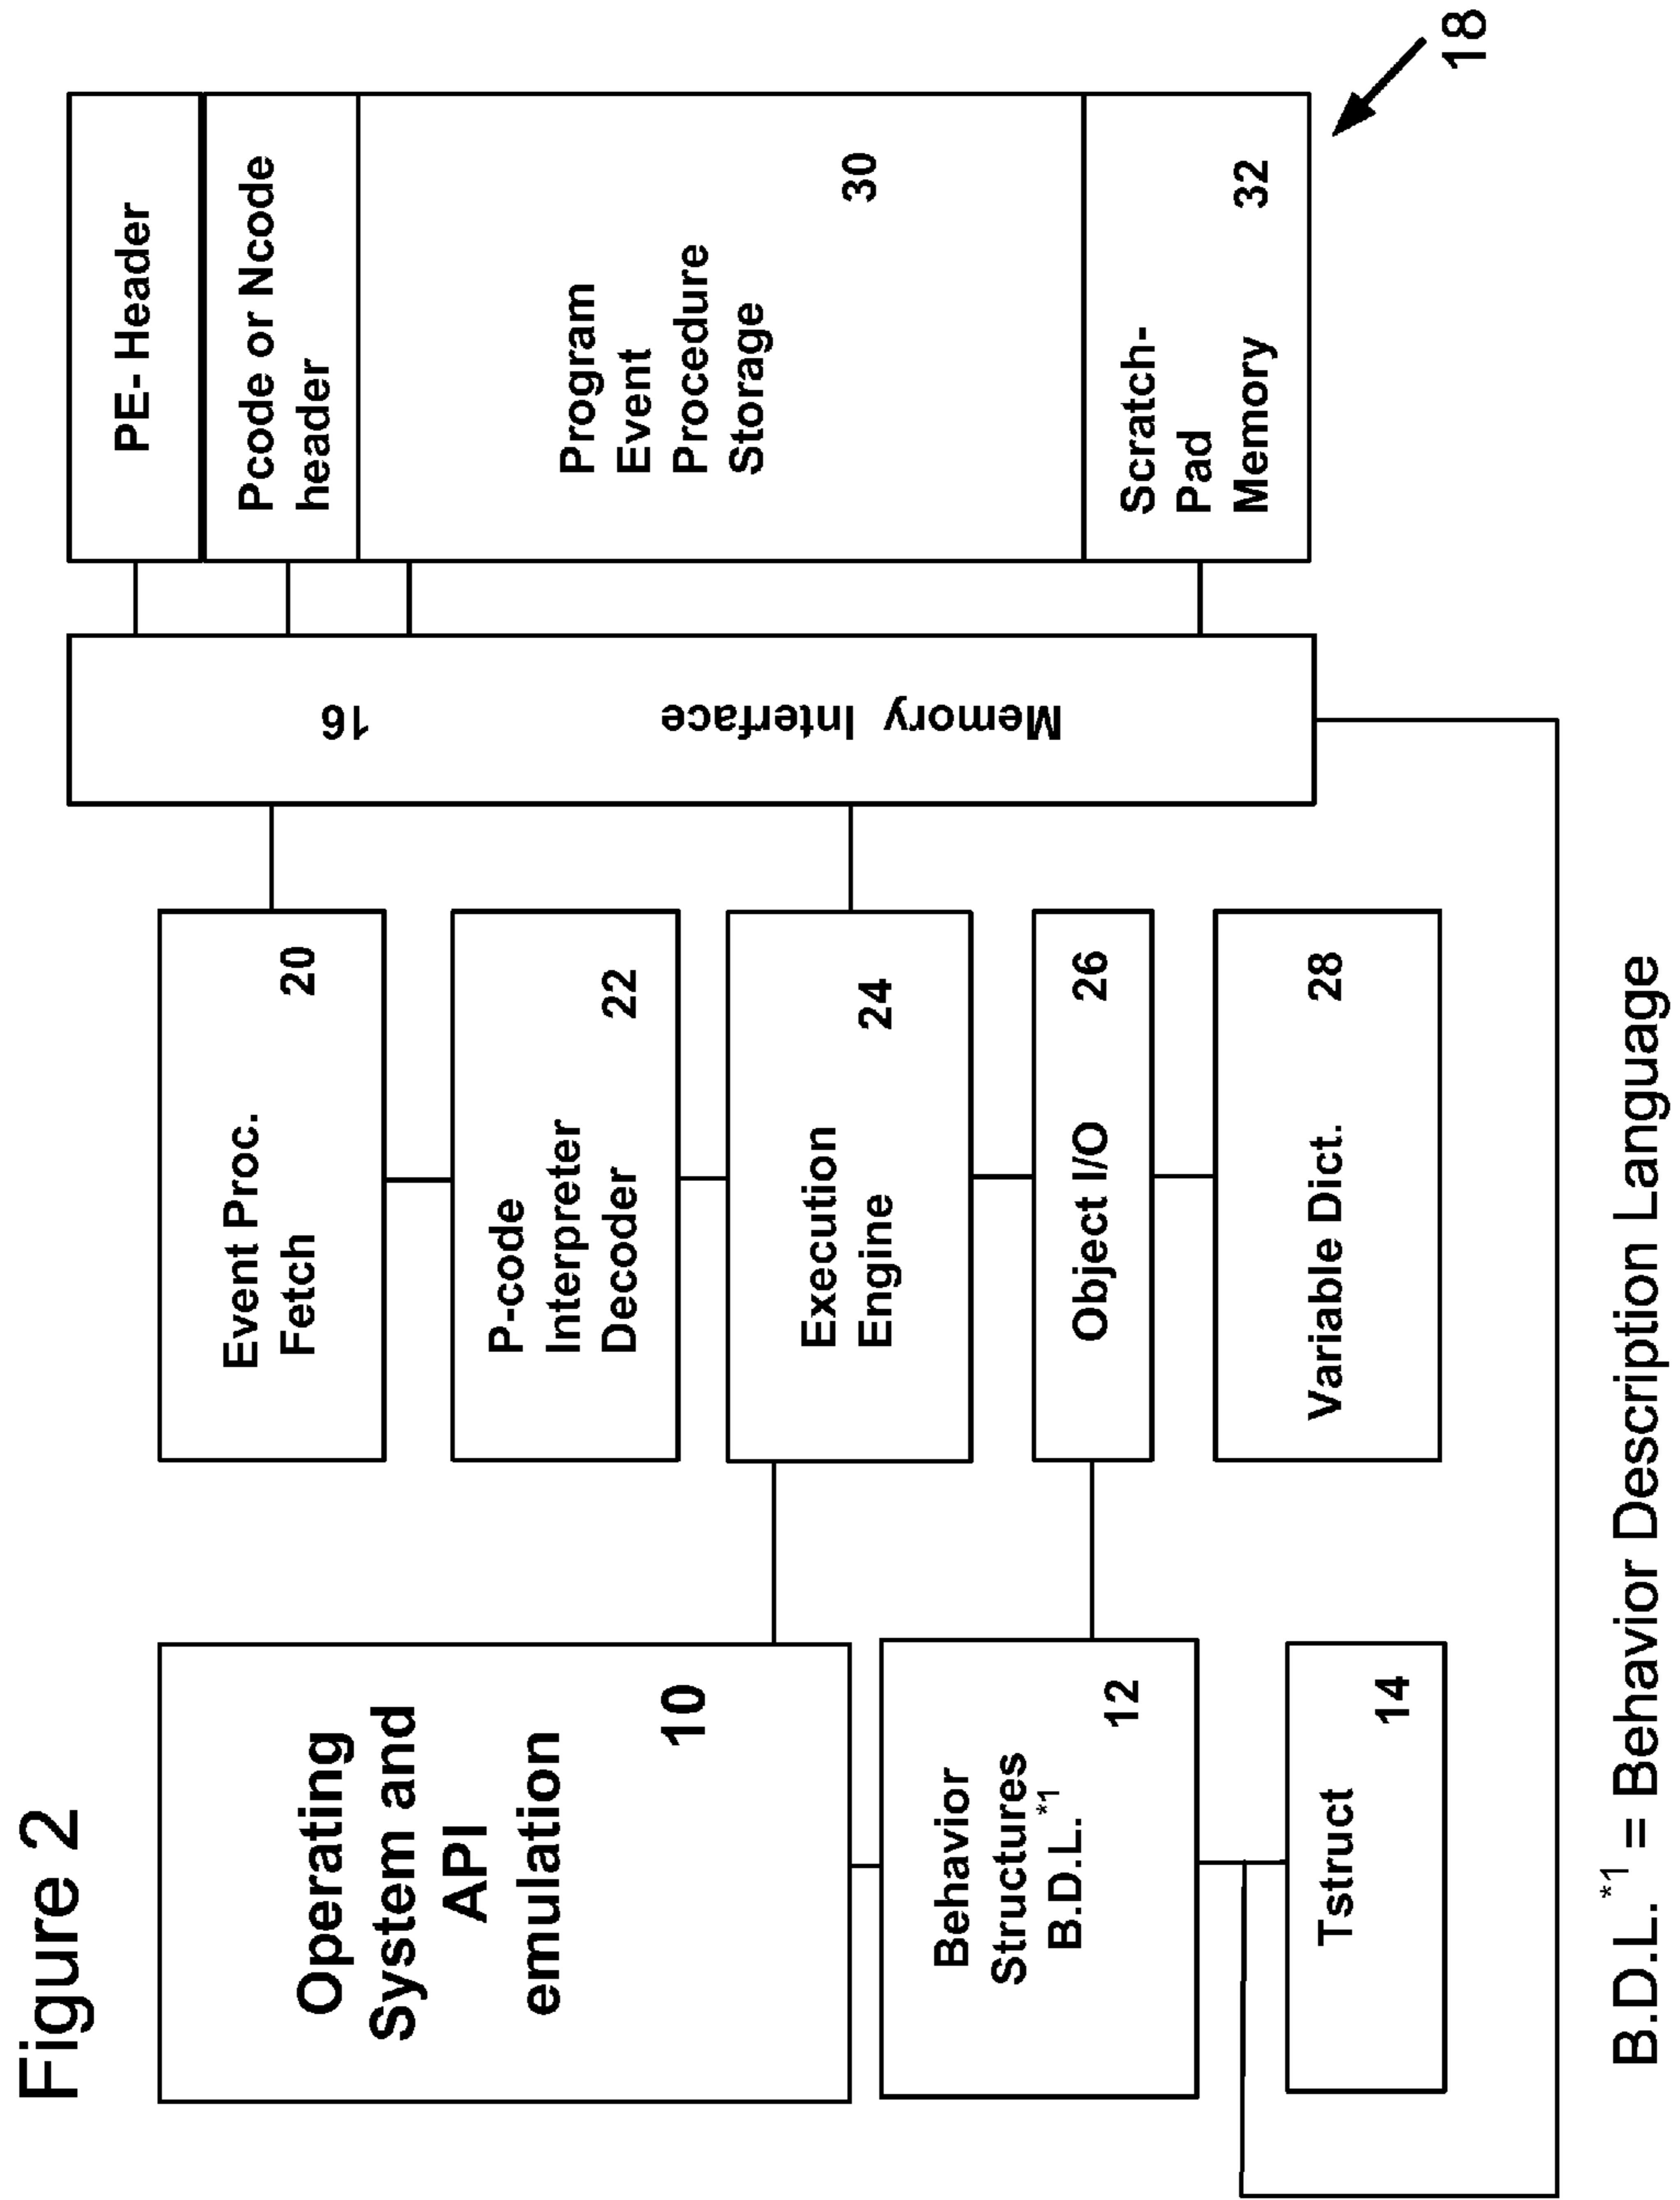 Figure 2
Operating
System and
API
emulation
10
Behavior
Structures
B.D.L.*1
12
Tstruct
14
Event Proc.
Fetch
20
P-code
Interpreter
Decoder
22
Execution
Engine
24
Object I/O 26
Variable Dict. 28
Memory Interface 16
PE- Header
Pcode or Ncode
header
Program
Event
Procedure
Storage
30
Scratch-
Pad
Memory 32
18
B.D.L. *1 = Behavior Description Language